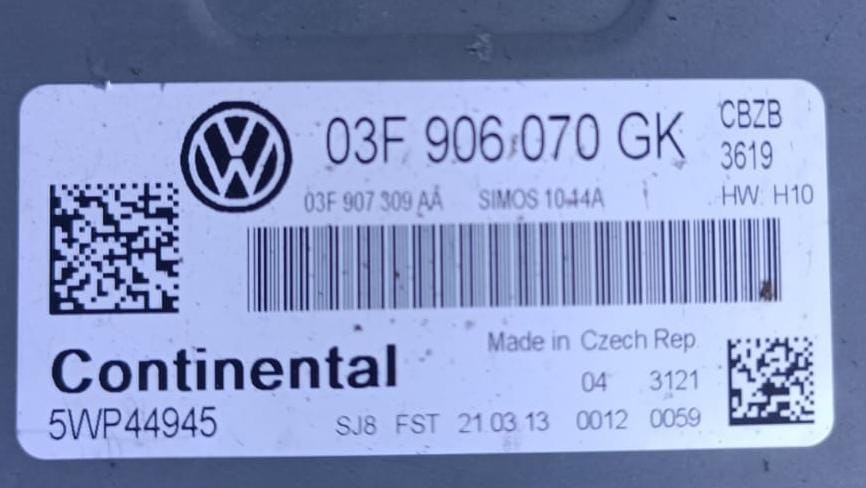 03F 906 070 GK CBZB
3619
03F 907 309 AA SIMOS 10.14A HW: H10
Made in Czech Rep.
Continental
04 3121
5WP44945 SJ8 FST 21.03.13 0012 0059